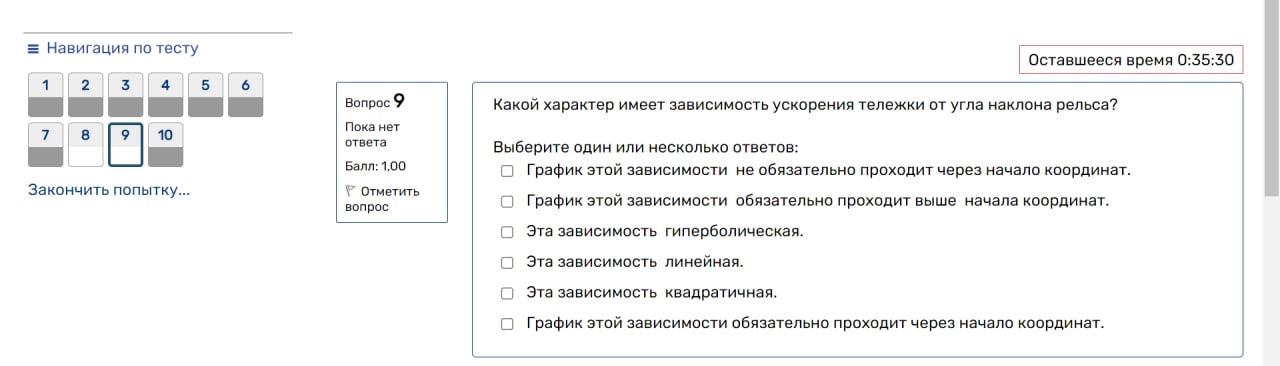 Навигация по тесту
1 2 3 4 5 6
7 8 9 10
Закончить попытку...
Вопрос 9
Пока нет
ответа
Балл: 1,00
Отметить
вопрос
Оставшееся время 0:35:30
Какой характер имеет зависимость ускорения тележки от угла наклона рельса?
Выберите один или несколько ответов:
График этой зависимости не обязательно проходит через начало координат.
График этой зависимости обязательно проходит выше начала координат.
Эта зависимость гиперболическая.
Эта зависимость линейная.
Эта зависимость квадратичная.
График этой зависимости обязательно проходит через начало координат.